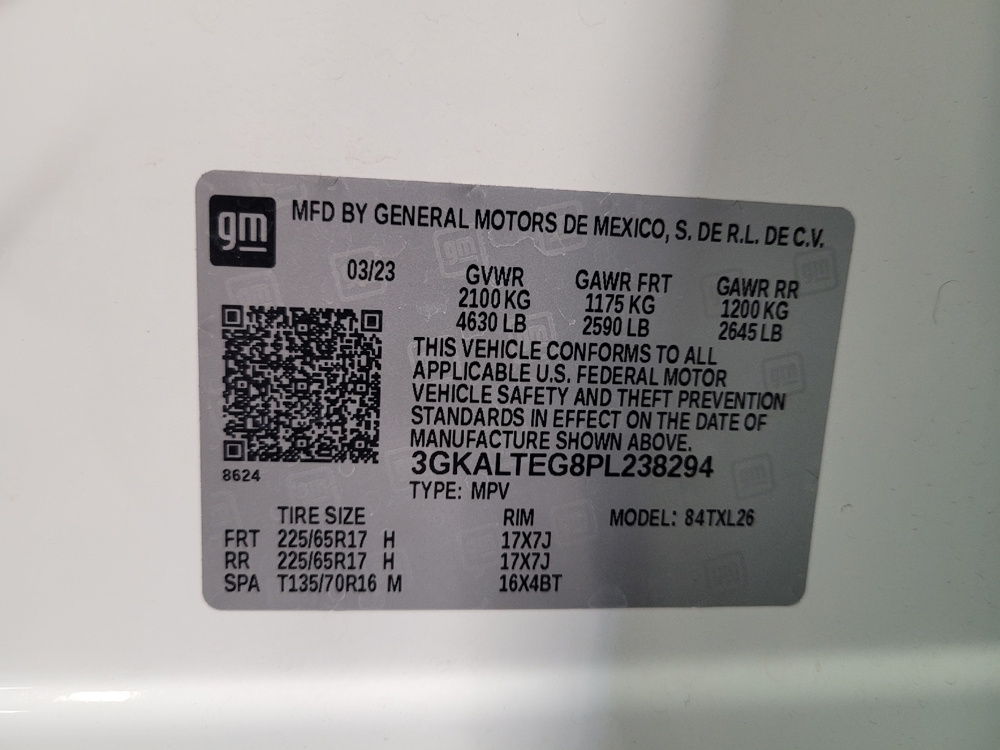 gm
MFD BY GENERAL MOTORS DE MEXICO, S. DE R.L. DE C.V.
03/23 GVWR GAWR FRT GAWR RR
2100 KG 1175 KG 1200 KG
4630 LB 2590 LB 2645 LB
THIS VEHICLE CONFORMS TO ALL
APPLICABLE U.S. FEDERAL MOTOR
VEHICLE SAFETY AND THEFT PREVENTION
STANDARDS IN EFFECT ON THE DATE OF
MANUFACTURE SHOWN ABOVE.
3GKALTEG8PL238294
8624
TYPE: MPV
TIRE SIZE RIM MODEL: 84TXL26
FRT 225/65R17 H 17X7J
RR 225/65R17 H 17X7J
SPA T135/70R16 M 16X4BT